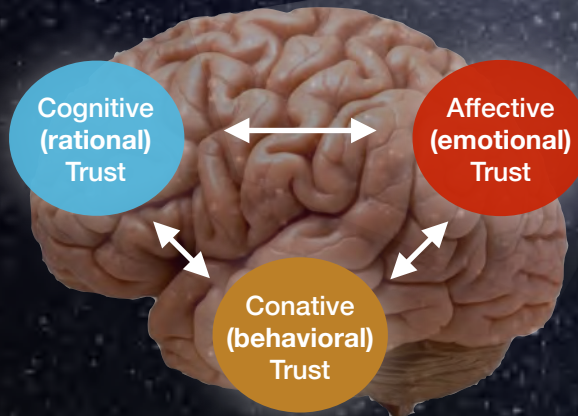 Cognitive
(rational)
Trust
Affective
(emotional)
Trust
Conative
(behavioral)
Trust